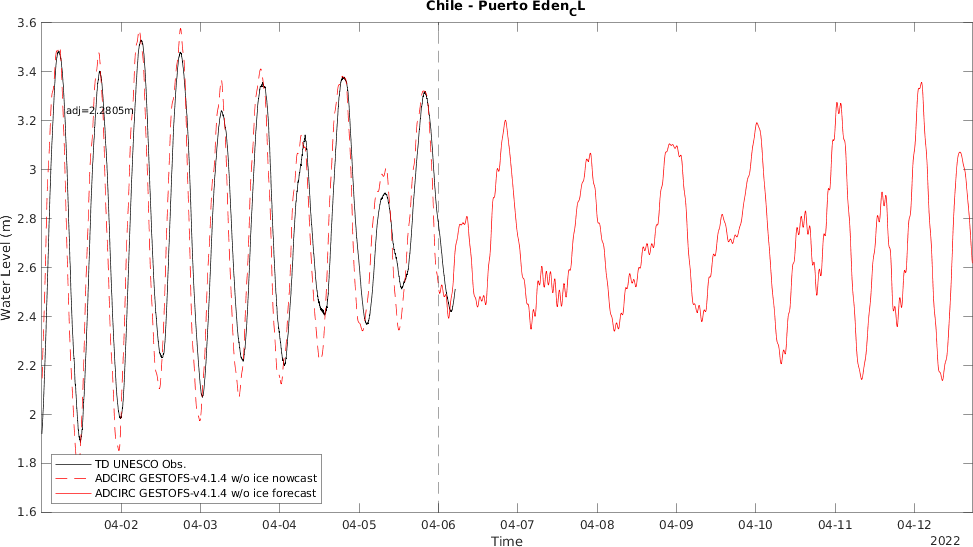 Chile - Puerto Eden_CL
3.6
3.4
adj=2.2805m
3.2
3
2.8
Water Level (m)
2.6
2.4
2.2
2
1.8
1.6
TD UNESCO Obs.
ADCIRC GESTOFS-v4.1.4 w/o ice nowcast
ADCIRC GESTOFS-v4.1.4 w/o ice forecast
04-02 04-03 04-04 04-05 04-06 04-07 04-08 04-09 04-10 04-11 04-12
Time
2022